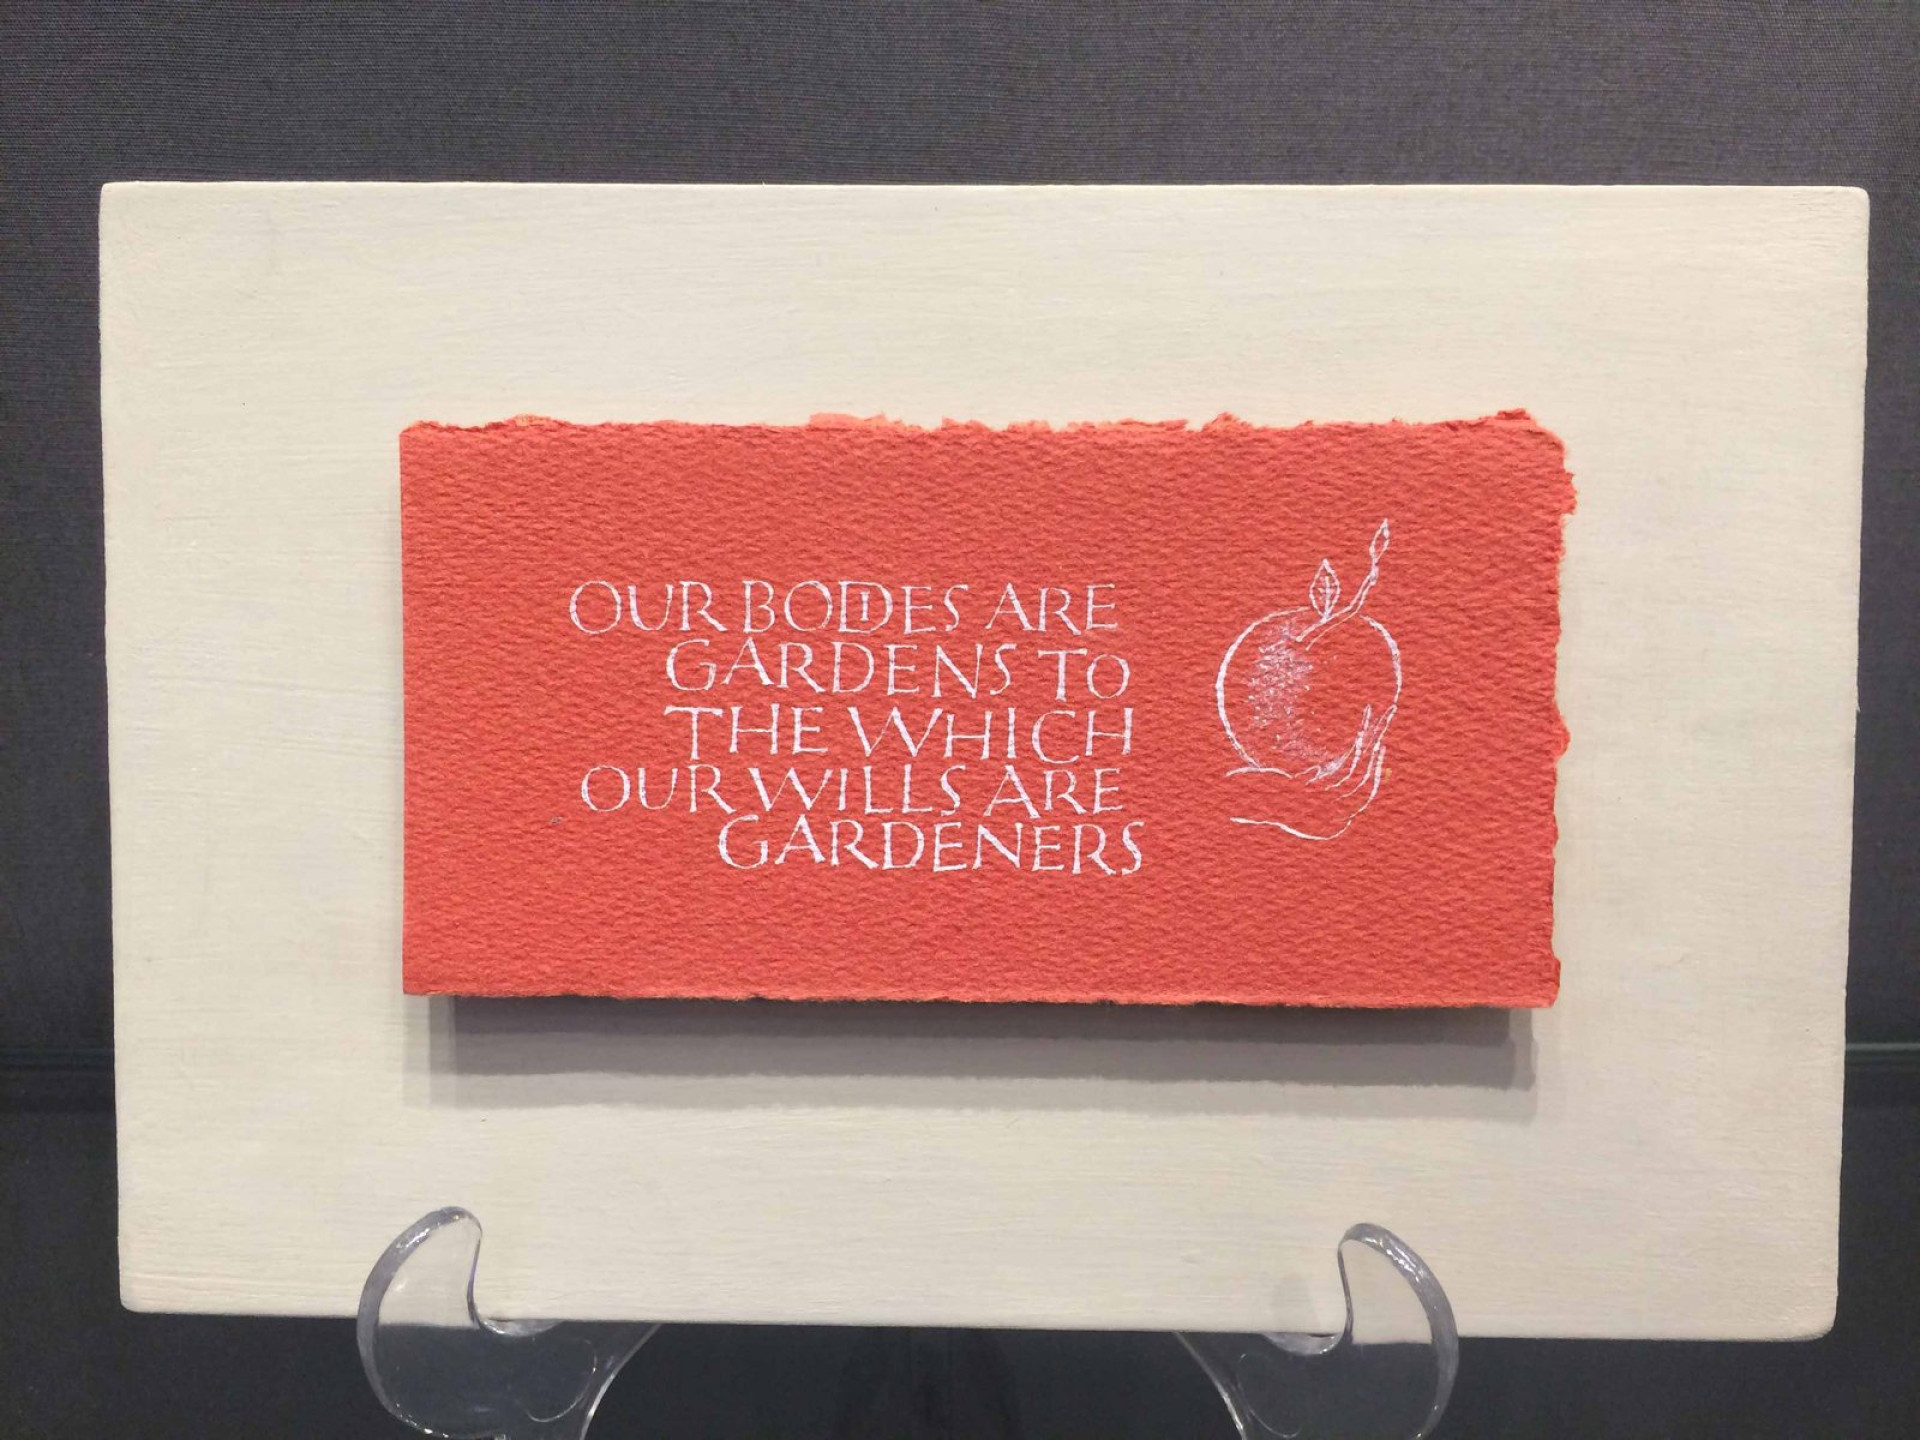 OUR BODIES ARE
GARDENS TO
THE WHICH
OUR WILLS ARE
GARDENERS